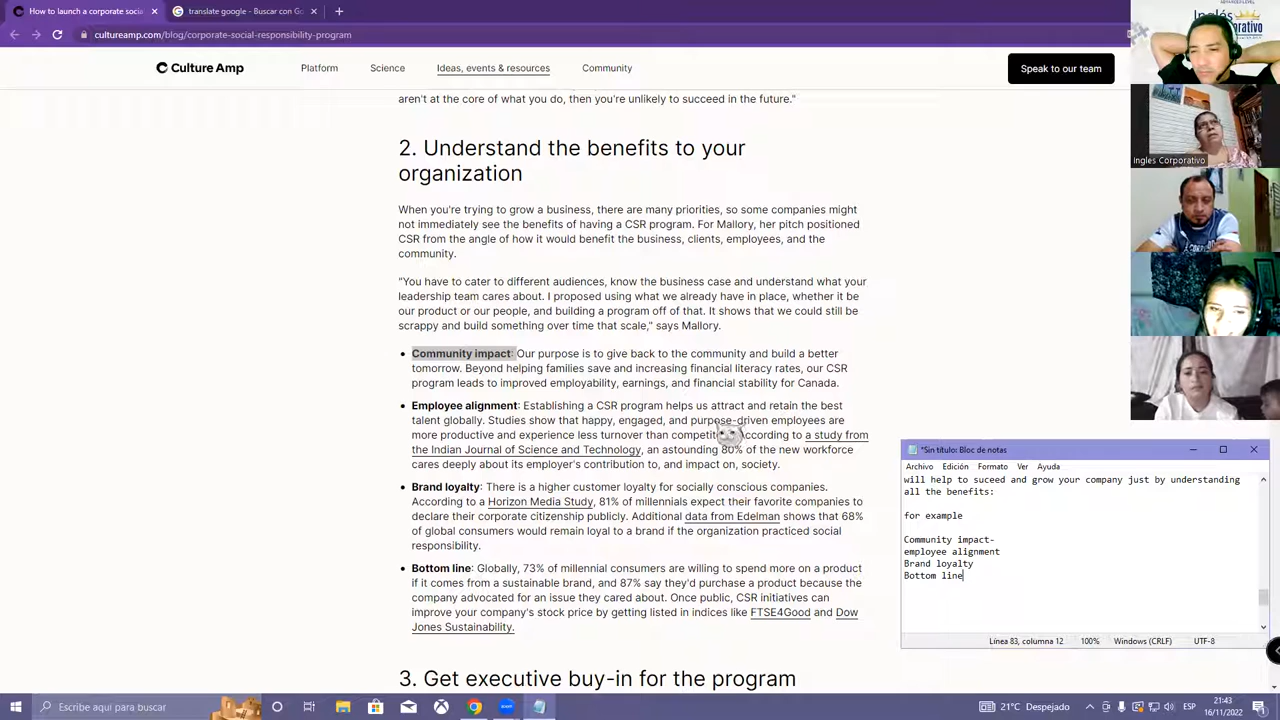 How to launch a corporate social
translate google - Buscar con Go
cultureamp.com/blog/corporate-social-responsibility-program
Culture Amp
Platform
Science
Ideas, events & resources
Community
Speak to our team
aren't at the core of what you do, then you're unlikely to succeed in the future."
2. Understand the benefits to your
organization
When you're trying to grow a business, there are many priorities, so some companies might
not immediately see the benefits of having a CSR program. For Mallory, her pitch positioned
CSR from the angle of how it would benefit the business, clients, employees, and the
community.
"You have to cater to different audiences, know the business case and understand what your
leadership team cares about. I proposed using what we already have in place, whether it be
our product or our people, and building a program off of that. It shows that we could still be
scrappy and build something over time that scale," says Mallory.
• Community impact: Our purpose is to give back to the community and build a better
tomorrow. Beyond helping families save and increasing financial literacy rates, our CSR
program leads to improved employability, earnings, and financial stability for Canada.
• Employee alignment: Establishing a CSR program helps us attract and retain the best
talent globally. Studies show that happy, engaged, and purpose-driven employees are
more productive and experience less turnover than according to a study from
the Indian Journal of Science and Technology, an astounding 80% of the new workforce
cares deeply about its employer's contribution to, and impact on, society.
• Brand loyalty: There is a higher customer loyalty for socially conscious companies.
According to a Horizon Media Study, 81% of millennials expect their favorite companies to
declare their corporate citizenship publicly. Additional data from Edelman shows that 68%
of global consumers would remain loyal to a brand if the organization practiced social
responsibility.
• Bottom line: Globally, 73% of millennial consumers are willing to spend more on a product
if it comes from a sustainable brand, and 87% say they'd purchase a product because the
company advocated for an issue they cared about. Once public, CSR initiatives can
improve your company's stock price by getting listed in indices like FTSE4Good and Dow
Jones Sustainability.
3. Get executive buy-in for the program
Inglés
Ingles Corporativo
*Sin título: Bloc de notas
Archivo Edición Formato Ver Ayuda
will help to suceed and grow your company just by understanding
all the benefits:
for example
Community impact-
employee alignment
Brand loyalty
Bottom line
Línea 83, columna 12
100%
Windows (CRLF)
UTF-8
Escribe aquí para buscar
21°C Despejado
ESP
21:43
16/11/2022